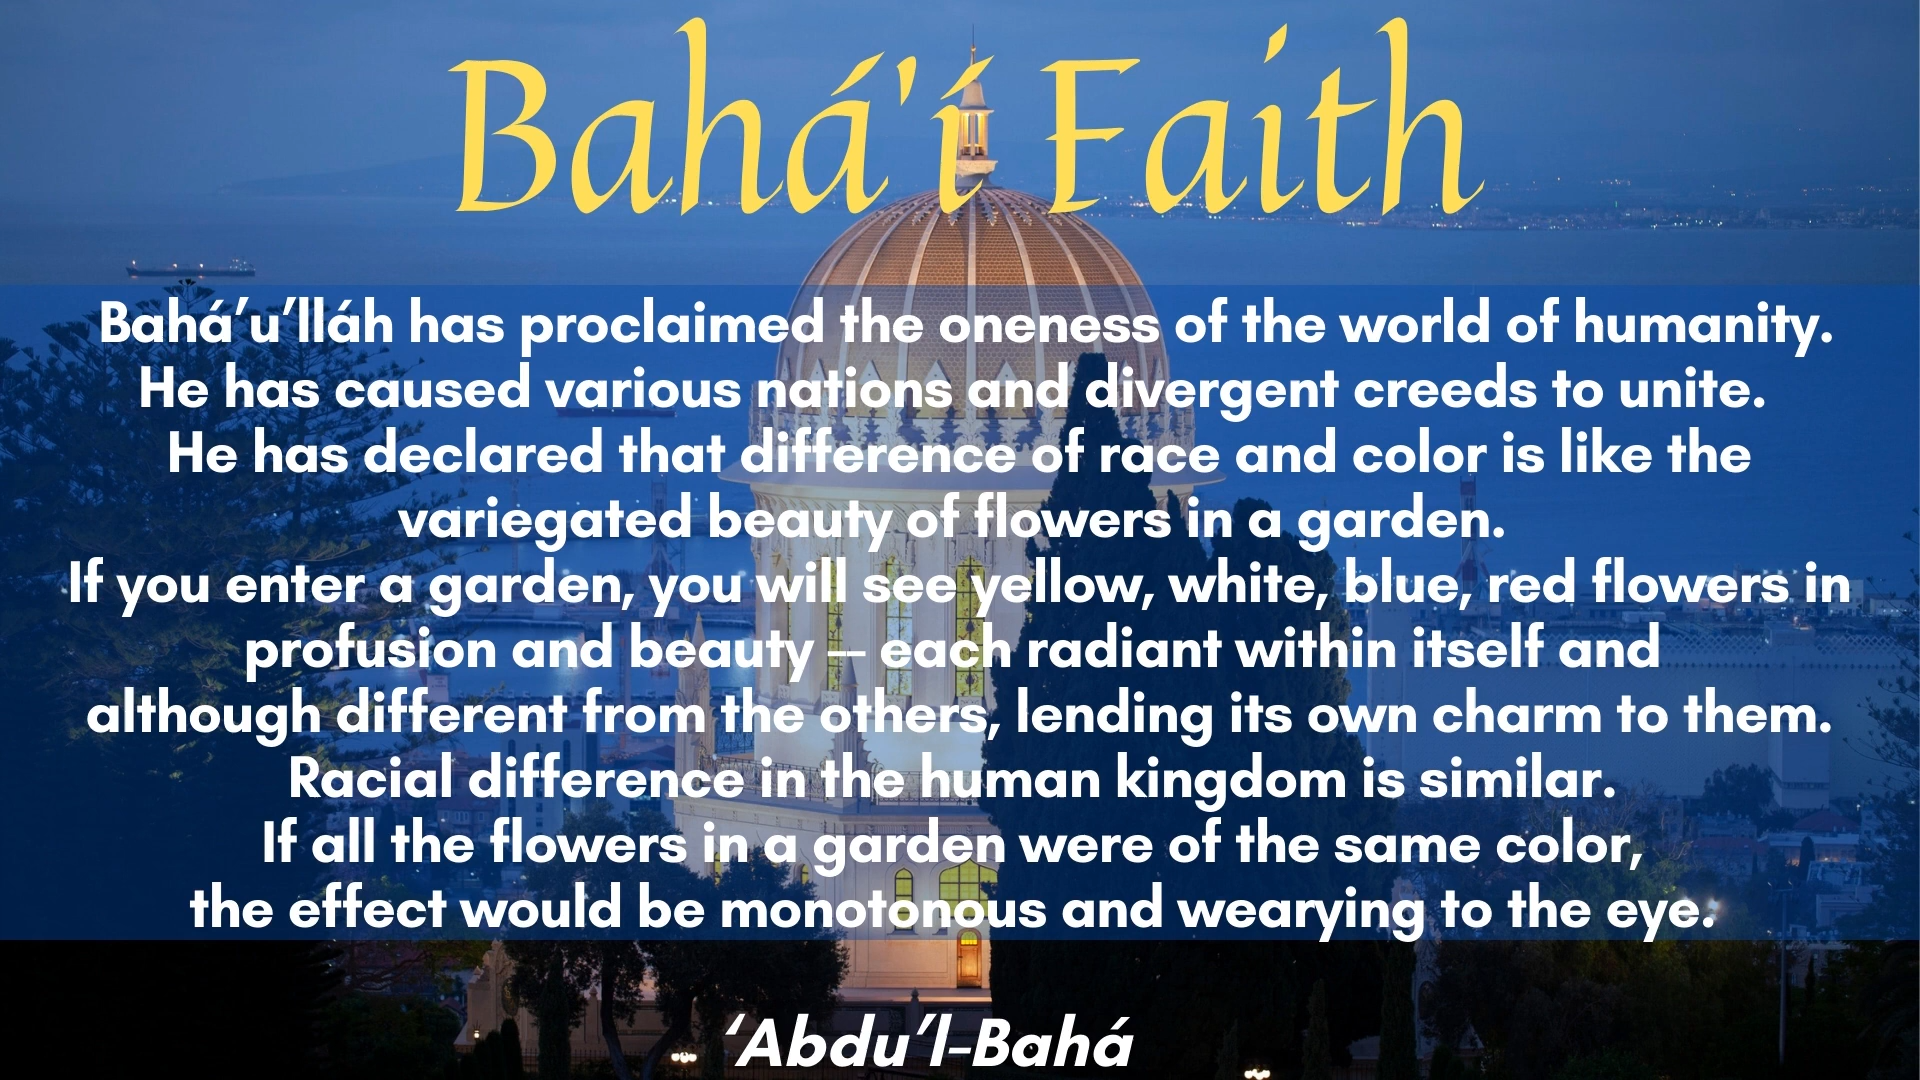 Bahá'í Faith
Bahá’u’lláh has proclaimed the oneness of the world of humanity.
He has caused various nations and divergent creeds to unite.
He has declared that difference of race and color is like the
variegated beauty of flowers in a garden.
If you enter a garden, you will see yellow, white, blue, red flowers in
profusion and beauty — each radiant within itself and
although different from the others, lending its own charm to them.
Racial difference in the human kingdom is similar.
If all the flowers in a garden were of the same color,
the effect would be monotonous and wearying to the eye.
‘Abdu’l-Bahá